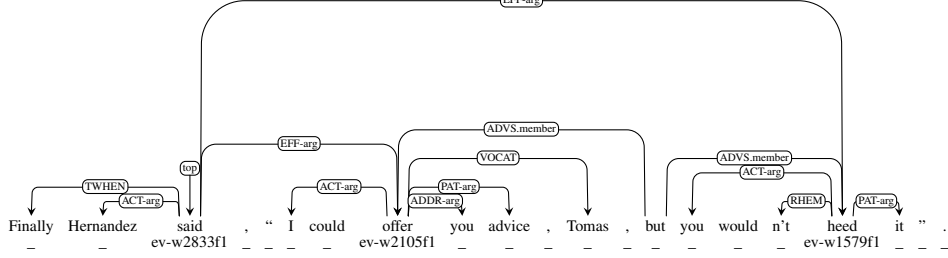 EFF-arg
ADVS.member
EFF-arg
VOCAT
ADVS.member
top
ACT-arg
TWHEN
ACT-arg
PAT-arg
ACT-arg
ADDR-arg
RHEM
PAT-arg
Finally Hernandez said , “ I could offer you advice , Tomas , but you would n't heed it ” .
_ _ ev-w2833f1 _ _ _ _ ev-w2105f1 _ _ _ _ _ _ _ _ _ ev-w1579f1 _ _ _